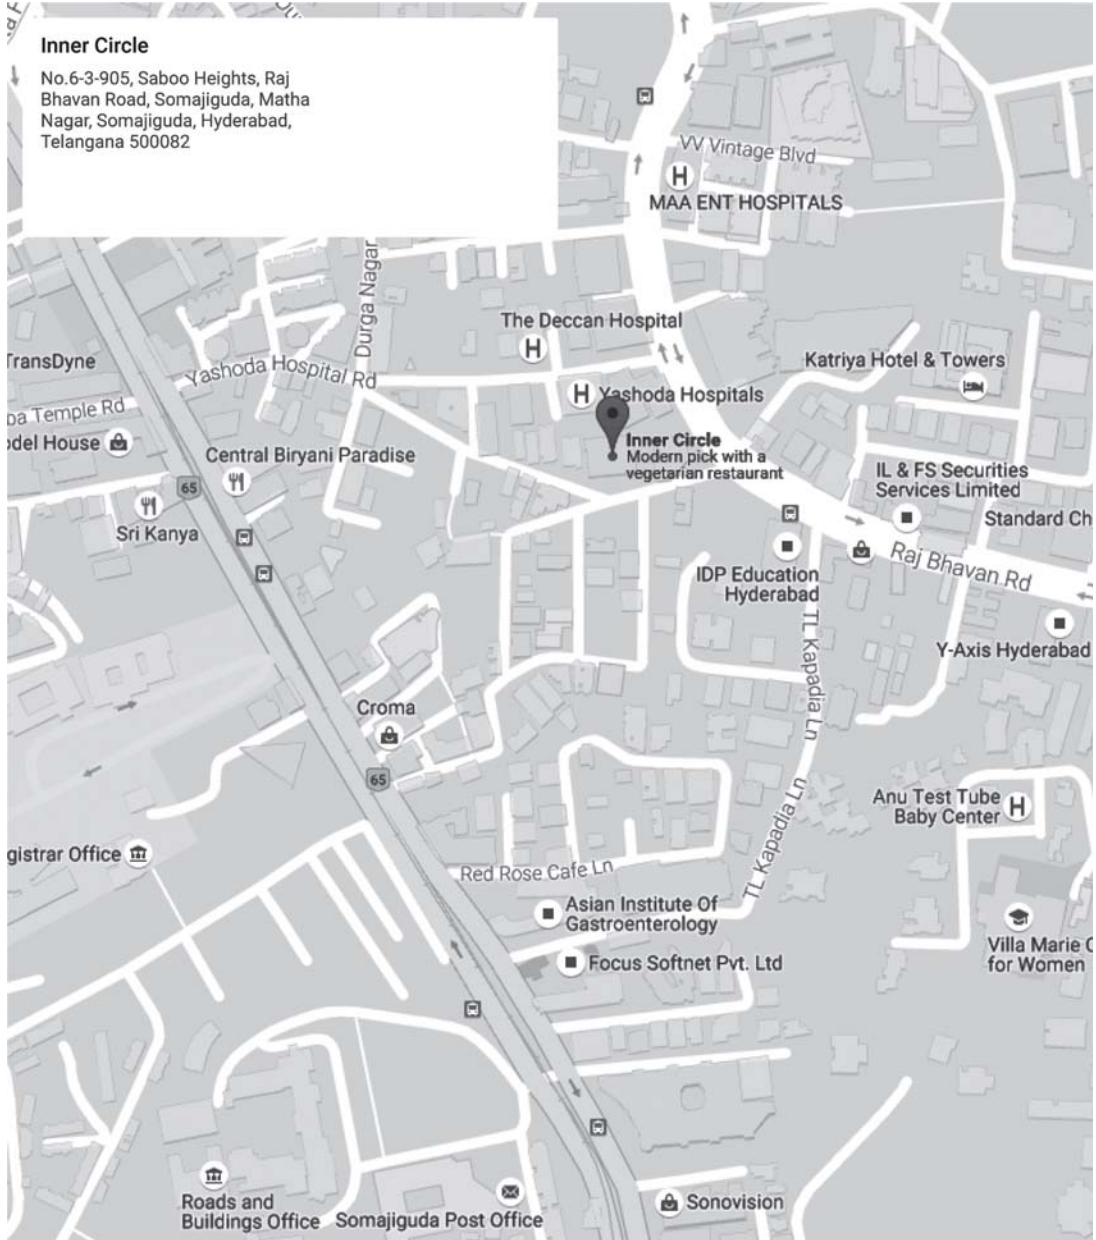 Inner Circle
No.6-3-905, Saboo Heights, Raj
Bhavan Road, Somajiguda, Matha
Nagar, Somajiguda, Hyderabad,
Telangana 500082
VV Vintage Blvd
H
MAA ENT HOSPITALS
Durga Nagar
The Deccan Hospital
H
TransDyne
Yashoda Hospital Rd
Katriya Hotel & Towers
H
Yashoda Hospitals
ba Temple Rd
odel House
Inner Circle
Modern pick with a
vegetarian restaurant
Central Biryani Paradise
65
IL & FS Securities
Services Limited
Sri Kanya
Standard Ch
Raj Bhavan Rd
IDP Education
Hyderabad
TL Kapadia Ln
Y-Axis Hyderabad
Croma
65
TL Kapadia Ln
Anu Test Tube
Baby Center
H
gistrar Office
Red Rose Cafe Ln
Asian Institute Of
Gastroenterology
Villa Marie C
for Women
Focus Softnet Pvt. Ltd
Roads and
Buildings Office
Somajiguda Post Office
Sonovision